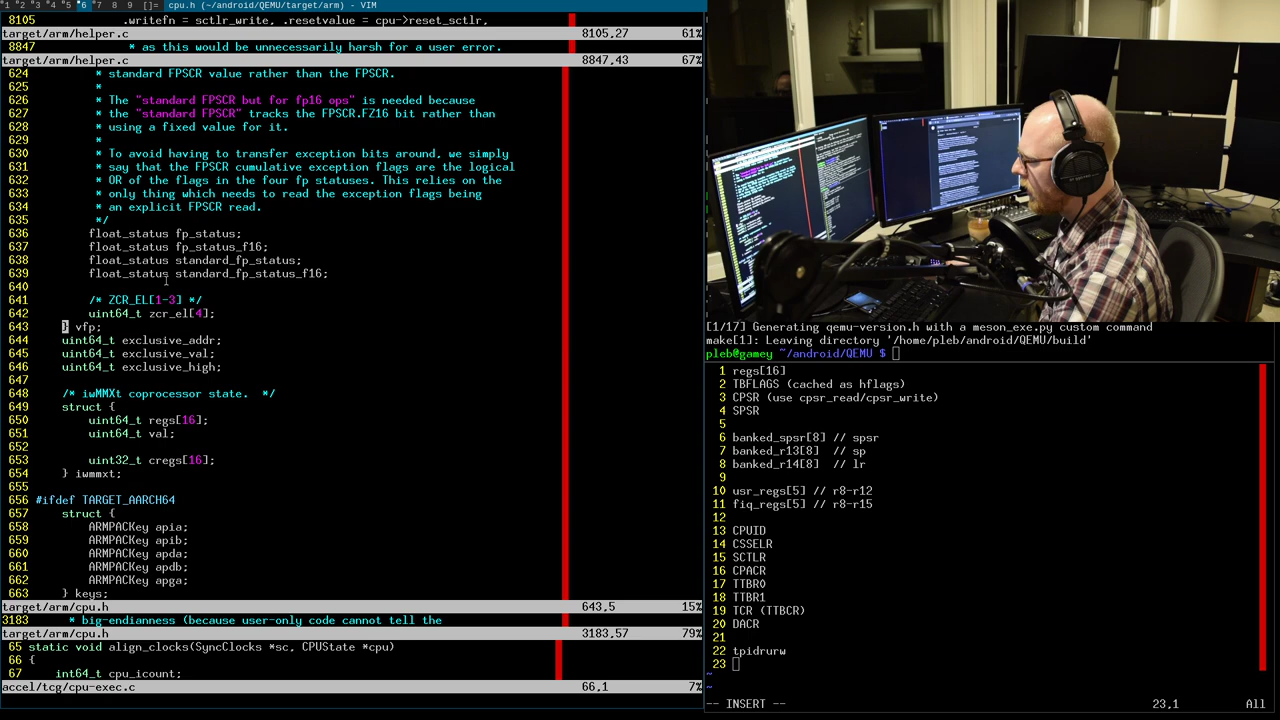 1 2 3 4 5 6 7 8 9 []= cpu.h (~/android/QEMU/target/arm) - VIM
8105 .writefn = sctlr_write, .resetvalue = cpu->reset_sctlr,
target/arm/helper.c 8105,27 61%
8847 * as this would be unnecessarily harsh for a user error.
target/arm/helper.c 8847,43 67%
624 * standard FPSCR value rather than the FPSCR.
625 *
626 * The "standard FPSCR but for fp16 ops" is needed because
627 * the "standard FPSCR" tracks the FPSCR.FZ16 bit rather than
628 * using a fixed value for it.
629 *
630 * To avoid having to transfer exception bits around, we simply
631 * say that the FPSCR cumulative exception flags are the logical
632 * OR of the flags in the four fp statuses. This relies on the
633 * only thing which needs to read the exception flags being
634 * an explicit FPSCR read.
635 */
636 float_status fp_status;
637 float_status fp_status_f16;
638 float_status standard_fp_status;
639 float_status standard_fp_status_f16;
640
641 /* ZCR_EL[1-3] */
642 uint64_t zcr_el[4];
643 } vfp;
644 uint64_t exclusive_addr;
645 uint64_t exclusive_val;
646 uint64_t exclusive_high;
647
648 /* iwMMXt coprocessor state. */
649 struct {
650 uint64_t regs[16];
651 uint64_t val;
652
653 uint32_t cregs[16];
654 } iwmmxt;
655
656 #ifdef TARGET_AARCH64
657 struct {
658 ARMPACKey apia;
659 ARMPACKey apib;
660 ARMPACKey apda;
661 ARMPACKey apdb;
662 ARMPACKey apga;
663 } keys;
target/arm/cpu.h 643,5 15%
3183 * big-endianness (because user-only code cannot tell the
target/arm/cpu.h 3183,57 79%
65 static void align_clocks(SyncClocks *sc, CPUState *cpu)
66 {
67 int64_t cpu_icount;
accel/tcg/cpu-exec.c 66,1 7%
[1/17] Generating qemu-version.h with a meson_exe.py custom command
make[1]: Leaving directory '/home/pleb/android/QEMU/build'
pleb@gamey ~/android/QEMU $
1 regs[16]
2 TBFLAGS (cached as hflags)
3 CPSR (use cpsr_read/cpsr_write)
4 SPSR
5
6 banked_spsr[8] // spsr
7 banked_r13[8] // sp
8 banked_r14[8] // lr
9
10 usr_regs[5] // r8-r12
11 fiq_regs[5] // r8-r15
12
13 CPUID
14 CSSELR
15 SCTLR
16 CPACR
17 TTBR0
18 TTBR1
19 TCR (TTBCR)
20 DACR
21
22 tpidrurw
23
~
~
-- INSERT -- 23,1 All